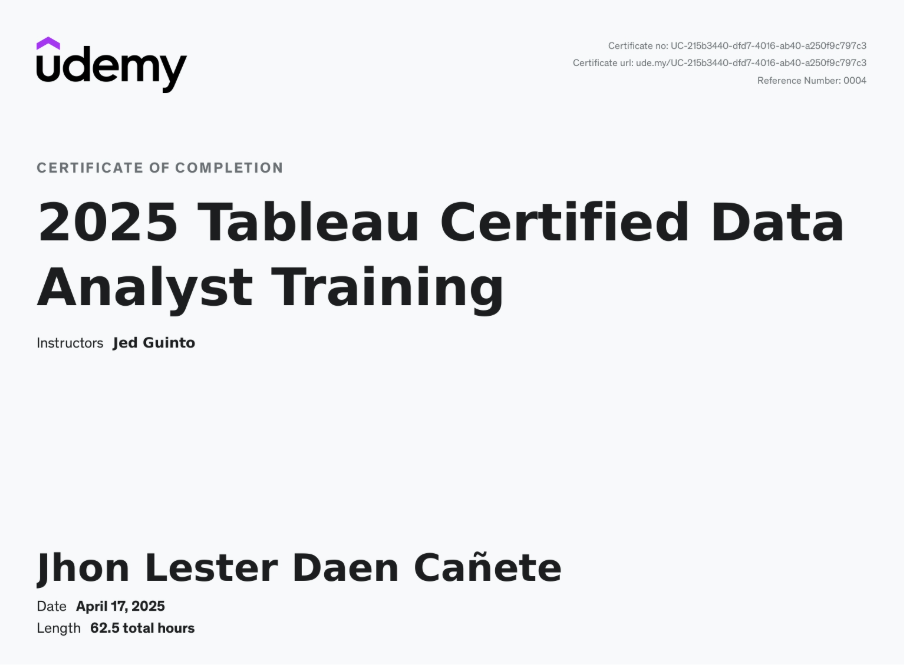 udemy
Certificate no: UC-215b3440-dfd7-4016-ab40-a250f9c797c3
Certificate url: ude.my/UC-215b3440-dfd7-4016-ab40-a250f9c797c3
Reference Number: 0004
CERTIFICATE OF COMPLETION
2025 Tableau Certified Data
Analyst Training
Instructors Jed Guinto
Jhon Lester Daen Cañete
Date April 17, 2025
Length 62.5 total hours